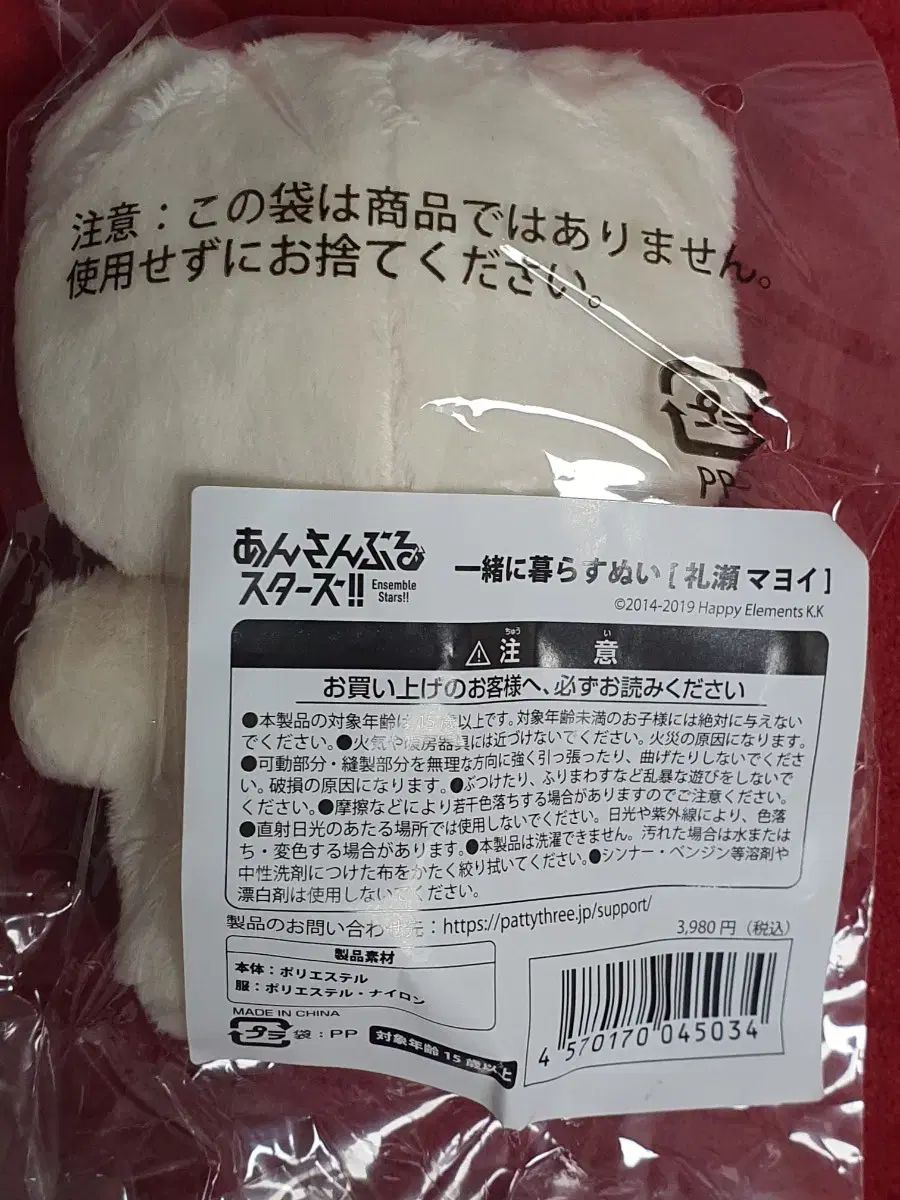 注意：この袋は商品ではありません。
使用せずにお捨てください。
プラ
PP
あんさんぶる
スターズ!!
Ensemble
Stars!!
一緒に暮らすぬい [ 礼瀬 マヨイ ]
©2014-2019 Happy Elements K.K
ちゅう い
⚠注 意
お買い上げのお客様へ、必ずお読みください
●本製品の対象年齢は15歳以上です。対象年齢未満のお子様には絶対に与えない
でください。●火気や暖房器具には近づけないでください。火災の原因になります。
●可動部分・縫製部分を無理な方向に強く引っ張ったり、曲げたりしないでくださ
い。破損の原因になります。●ぶつけたり、ふりまわすなど乱暴な遊びをしないで
ください。●摩擦などにより若干色落ちする場合がありますのでご注意ください。
●直射日光のあたる場所では使用しないでください。日光や紫外線により、色落
ち・変色する場合があります。●本製品は洗濯できません。汚れた場合は水または
中性洗剤につけた布をかたく絞り拭いてください。●シンナー・ベンジン等溶剤や
漂白剤は使用しないでください。
製品のお問い合わせ先：https://pattythree.jp/support/
3,980円（税込）
製品素材
本体：ポリエステル
服：ポリエステル・ナイロン
MADE IN CHINA
プラ 袋：PP 対象年齢 15 歳以上
4 570170 045034